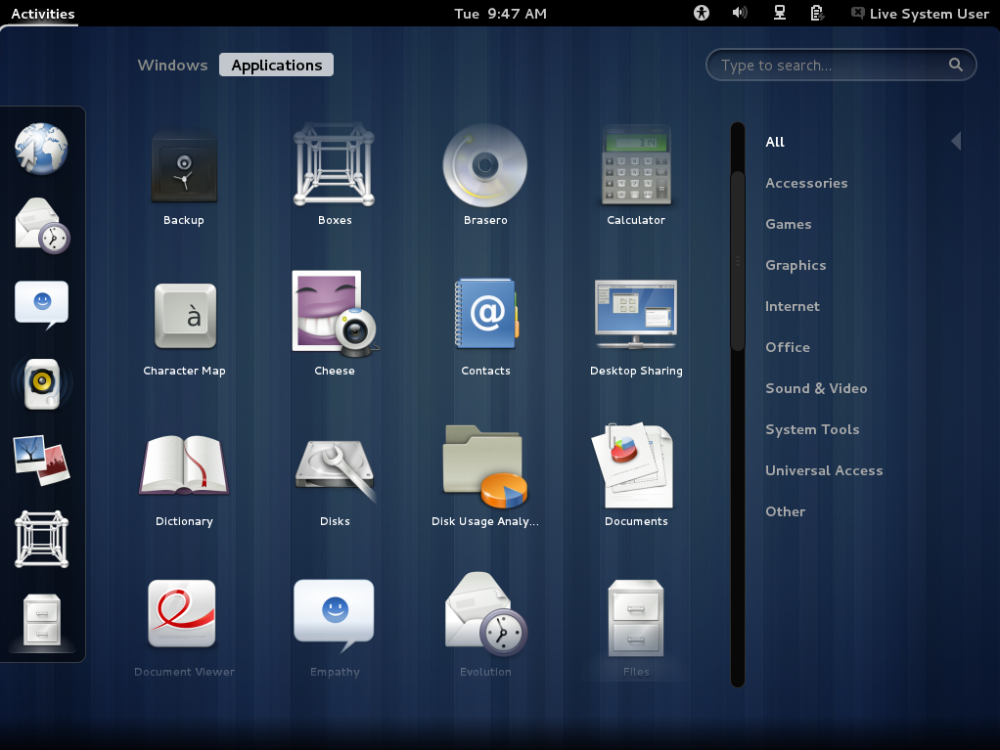 Activities
Tue 9:47 AM
Live System User
Windows
Applications
Type to search...
Backup
Boxes
Brasero
Calculator
Character Map
Cheese
Contacts
Desktop Sharing
Dictionary
Disks
Disk Usage Analy...
Documents
Document Viewer
Empathy
Evolution
Files
All
Accessories
Games
Graphics
Internet
Office
Sound & Video
System Tools
Universal Access
Other
3.14
à
@